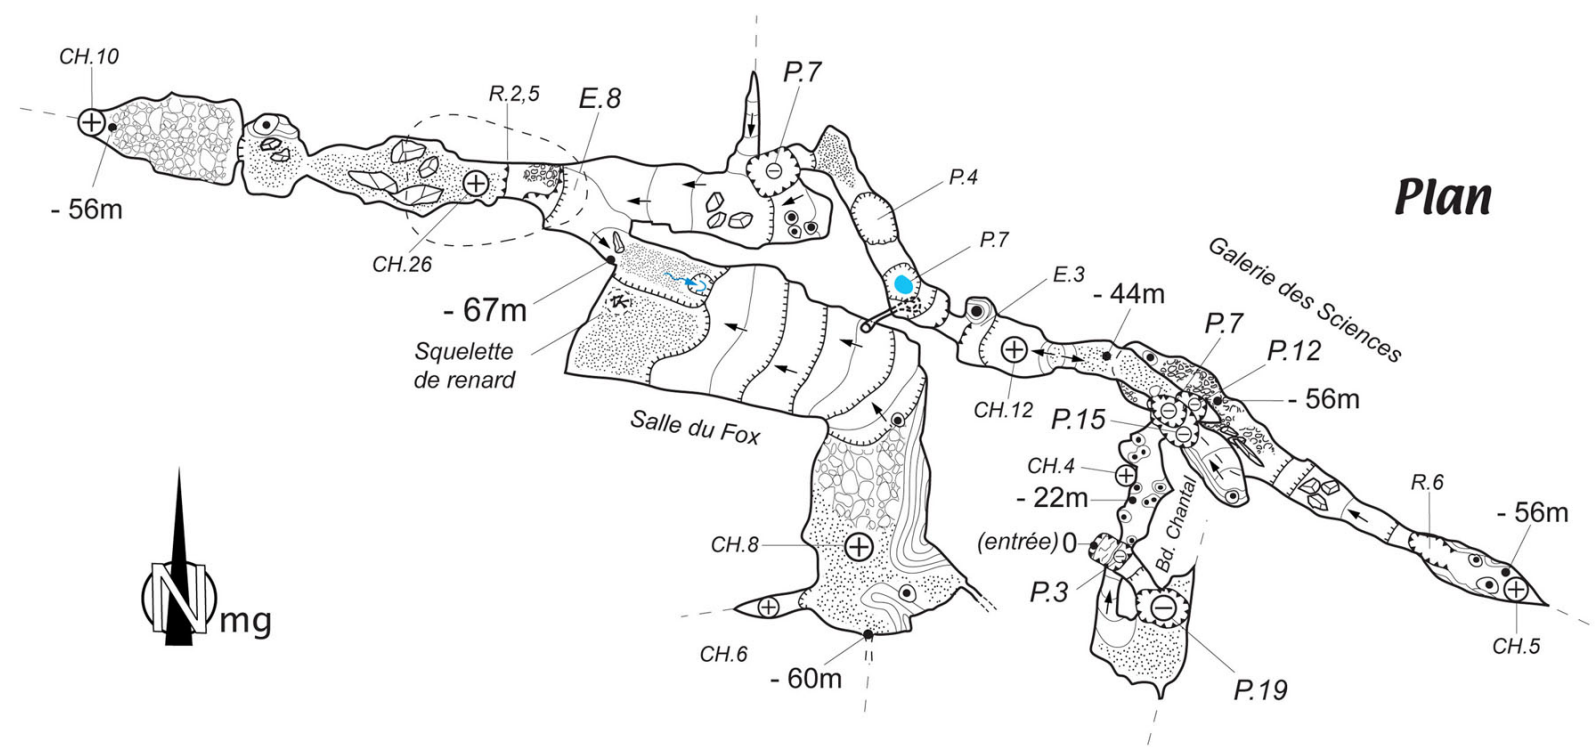 CH.10
P.7
R.2,5
E.8
P.4
Plan
- 56m
P.7
CH.26
Galerie des Sciences
E.3
- 44m
- 67m
P.7
Squelette
de renard
P.12
CH.12
- 56m
Salle du Fox
P.15
CH.4
R.6
- 22m
Bd. Chantal
- 56m
CH.8
(entrée) 0
P.3
N mg
CH.6
CH.5
- 60m
P.19